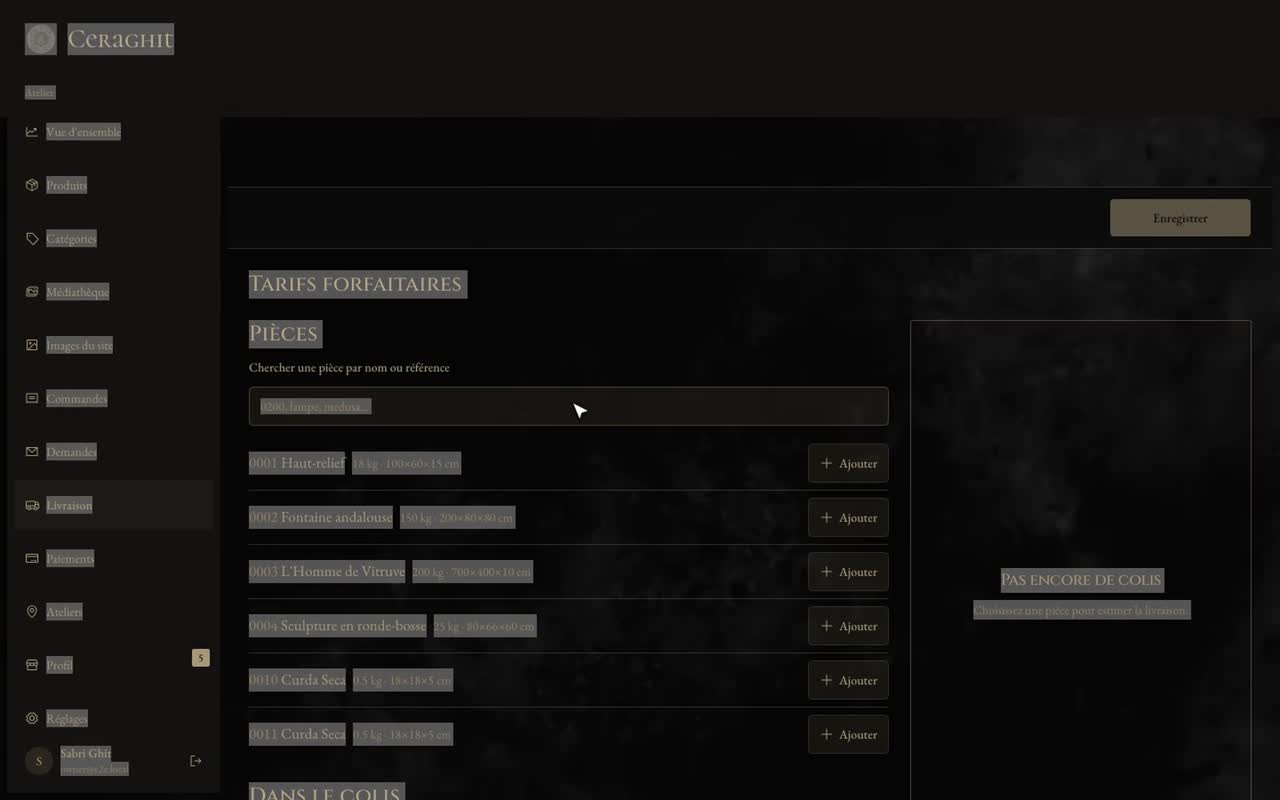 Ceraghit
Atelier
Vue d'ensemble
Produits
Catégories
Médiathèque
Images du site
Commandes
Demandes
Livraison
Paiements
Ateliers
Profil
5
Réglages
S
Sabri Ghit
owner@e2e.local
Enregistrer
Tarifs forfaitaires
Pièces
Chercher une pièce par nom ou référence
0200, lampe, medusa…
0001 Haut-relief 18 kg · 100×60×15 cm
Ajouter
0002 Fontaine andalouse 150 kg · 200×80×80 cm
Ajouter
0003 L'Homme de Vitruve 200 kg · 700×400×10 cm
Ajouter
0004 Sculpture en ronde-bosse 25 kg · 80×66×60 cm
Ajouter
0010 Curda Seca 0.5 kg · 18×18×5 cm
Ajouter
0011 Curda Seca 0.5 kg · 18×18×5 cm
Ajouter
Dans le colis
Pas encore de colis
Choisissez une pièce pour estimer la livraison.